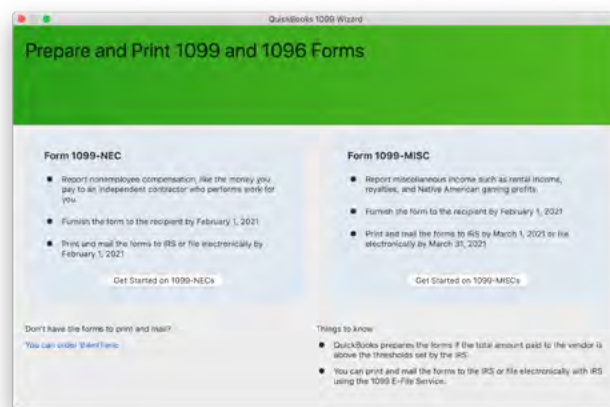 QuickBooks 1099 Wizard
Prepare and Print 1099 and 1096 Forms
Form 1099-NEC
Report nonemployee compensation, like the money you
pay to an independent contractor who performs work for
you.
Furnish the form to the recipient by February 1, 2021
Print and mail the forms to IRS or file electronically by
February 1, 2021
Get Started on 1099-NECs
Form 1099-MISC
Report miscellaneous income such as rental income,
royalties, and Native American gaming profits.
Furnish the form to the recipient by February 1, 2021
Print and mail the forms to IRS by March 1, 2021 or file
electronically by March 31, 2021
Get Started on 1099-MISCs
Don't have the forms to print and mail?
You can order them here.
Things to know
QuickBooks prepares the forms if the total amount paid to the vendor is
above the thresholds set by the IRS.
You can print and mail the forms to the IRS or file electronically with IRS
using the 1099 E-File Service.